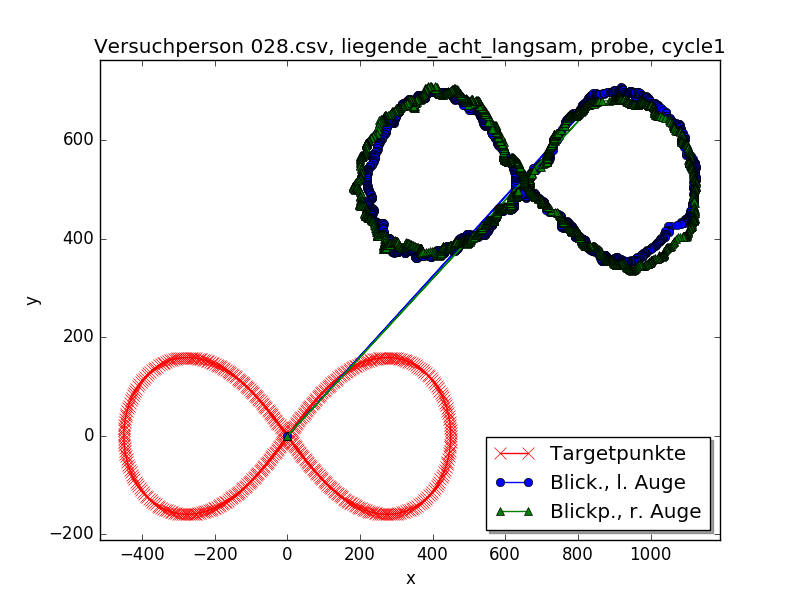 Versuchperson 028.csv, liegende_acht_langsam, probe, cycle1
y
600
400
200
0
−200
−400
−200
0
200
400
600
800
1000
x
Targetpunkte
Blick., l. Auge
Blickp., r. Auge